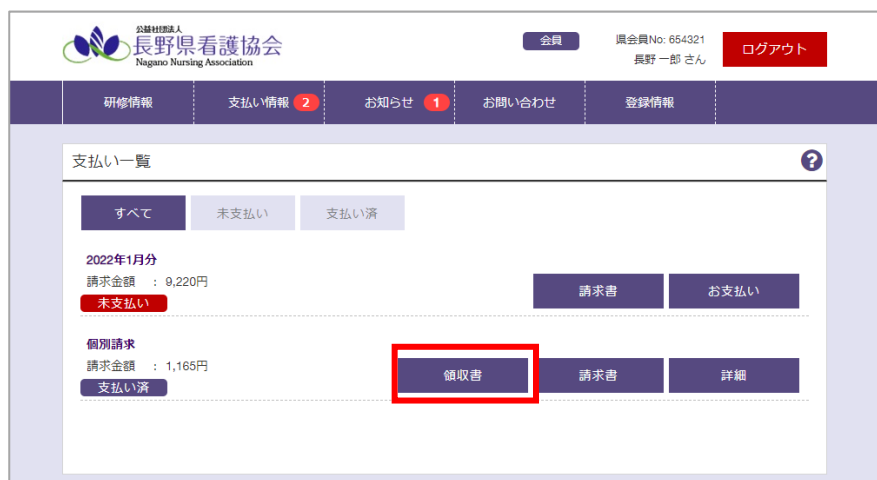 公益社団法人
長野県看護協会
Nagano Nursing Association
会員
県会員No: 654321
長野 一郎 さん
ログアウト
研修情報
支払い情報 2
お知らせ 1
お問い合わせ
登録情報
支払い一覧
?
すべて
未支払い
支払い済
2022年1月分
請求金額 : 9,220円
未支払い
請求書
お支払い
個別請求
請求金額 : 1,165円
支払い済
領収書
請求書
詳細